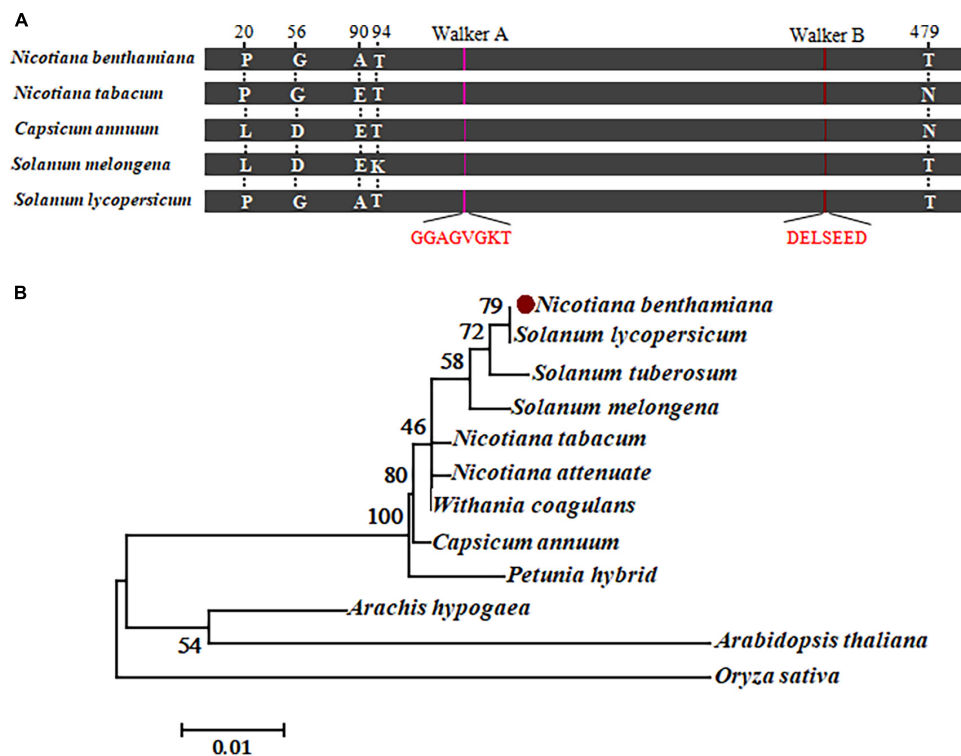 A
20 56 90 94 Walker A Walker B 479
Nicotiana benthamiana P G A T T
Nicotiana tabacum P G E T N
Capsicum annuum L D E T N
Solanum melongena L D E K T
Solanum lycopersicum P G A T T
GGAGVGKT DELSEED
B
79 Nicotiana benthamiana
Solanum lycopersicum
72
Solanum tuberosum
58
Solanum melongena
46 Nicotiana tabacum
Nicotiana attenuate
80
Withania coagulans
100
Capsicum annuum
Petunia hybrid
Arachis hypogaea
54 Arabidopsis thaliana
Oryza sativa
0.01